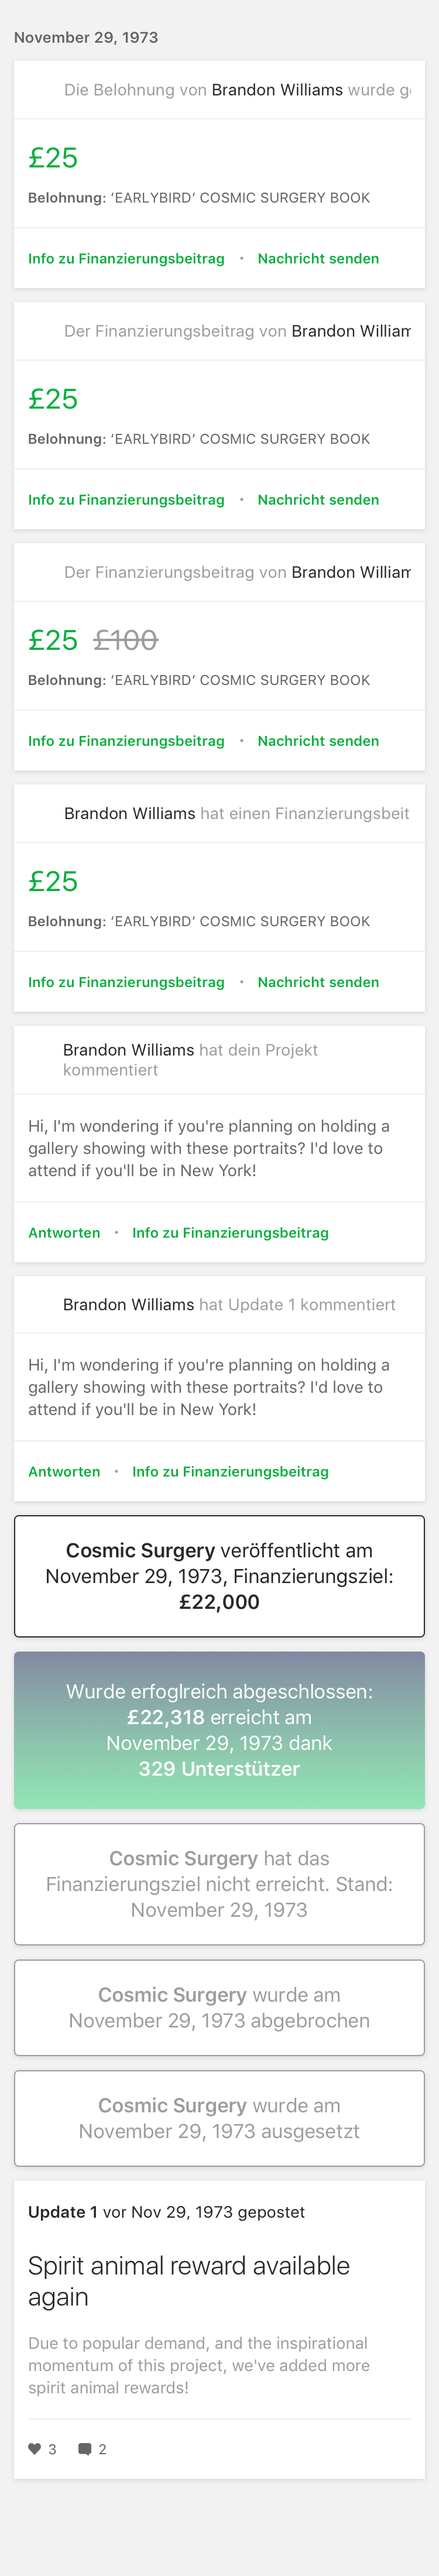 November 29, 1973
Die Belohnung von Brandon Williams wurde g
£25
Belohnung: ‘EARLYBIRD’ COSMIC SURGERY BOOK
Info zu Finanzierungsbeitrag • Nachricht senden
Der Finanzierungsbeitrag von Brandon William
£25
Belohnung: ‘EARLYBIRD’ COSMIC SURGERY BOOK
Info zu Finanzierungsbeitrag • Nachricht senden
Der Finanzierungsbeitrag von Brandon William
£25 £100
Belohnung: ‘EARLYBIRD’ COSMIC SURGERY BOOK
Info zu Finanzierungsbeitrag • Nachricht senden
Brandon Williams hat einen Finanzierungsbeit
£25
Belohnung: ‘EARLYBIRD’ COSMIC SURGERY BOOK
Info zu Finanzierungsbeitrag • Nachricht senden
Brandon Williams hat dein Projekt
kommentiert
Hi, I'm wondering if you're planning on holding a
gallery showing with these portraits? I'd love to
attend if you'll be in New York!
Antworten • Info zu Finanzierungsbeitrag
Brandon Williams hat Update 1 kommentiert
Hi, I'm wondering if you're planning on holding a
gallery showing with these portraits? I'd love to
attend if you'll be in New York!
Antworten • Info zu Finanzierungsbeitrag
Cosmic Surgery veröffentlicht am
November 29, 1973, Finanzierungsziel:
£22,000
Wurde erfoglreich abgeschlossen:
£22,318 erreicht am
November 29, 1973 dank
329 Unterstützer
Cosmic Surgery hat das
Finanzierungsziel nicht erreicht. Stand:
November 29, 1973
Cosmic Surgery wurde am
November 29, 1973 abgebrochen
Cosmic Surgery wurde am
November 29, 1973 ausgesetzt
Update 1 vor Nov 29, 1973 gepostet
Spirit animal reward available
again
Due to popular demand, and the inspirational
momentum of this project, we've added more
spirit animal rewards!
3 2